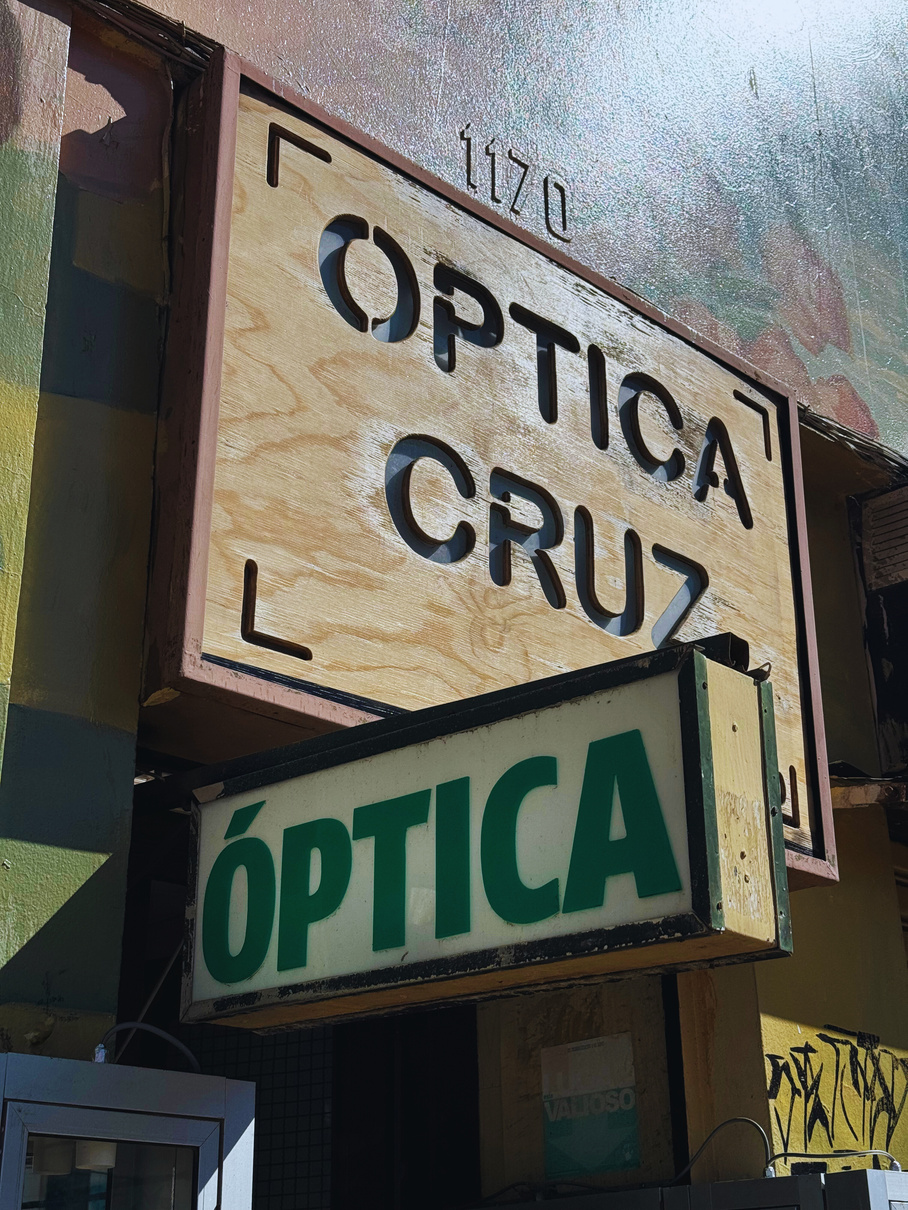 1170
OPTICA
CRUZ
ÓPTICA
VALIOSO